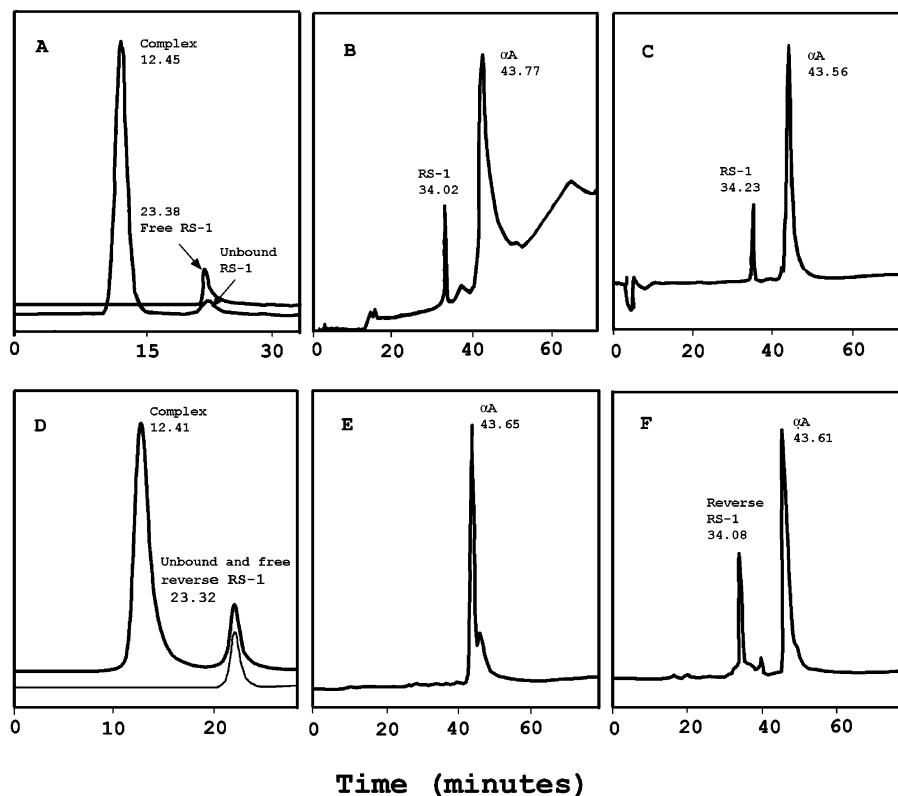 A
Complex
12.45
23.38
Free RS-1
Unbound
RS-1
0
15
30
B
αA
43.77
RS-1
34.02
0
20
40
60
C
αA
43.56
RS-1
34.23
0
20
40
60
D
Complex
12.41
Unbound and free
reverse RS-1
23.32
0
10
20
E
αA
43.65
0
20
40
60
F
αA
43.61
Reverse
RS-1
34.08
0
20
40
60
Time (minutes)